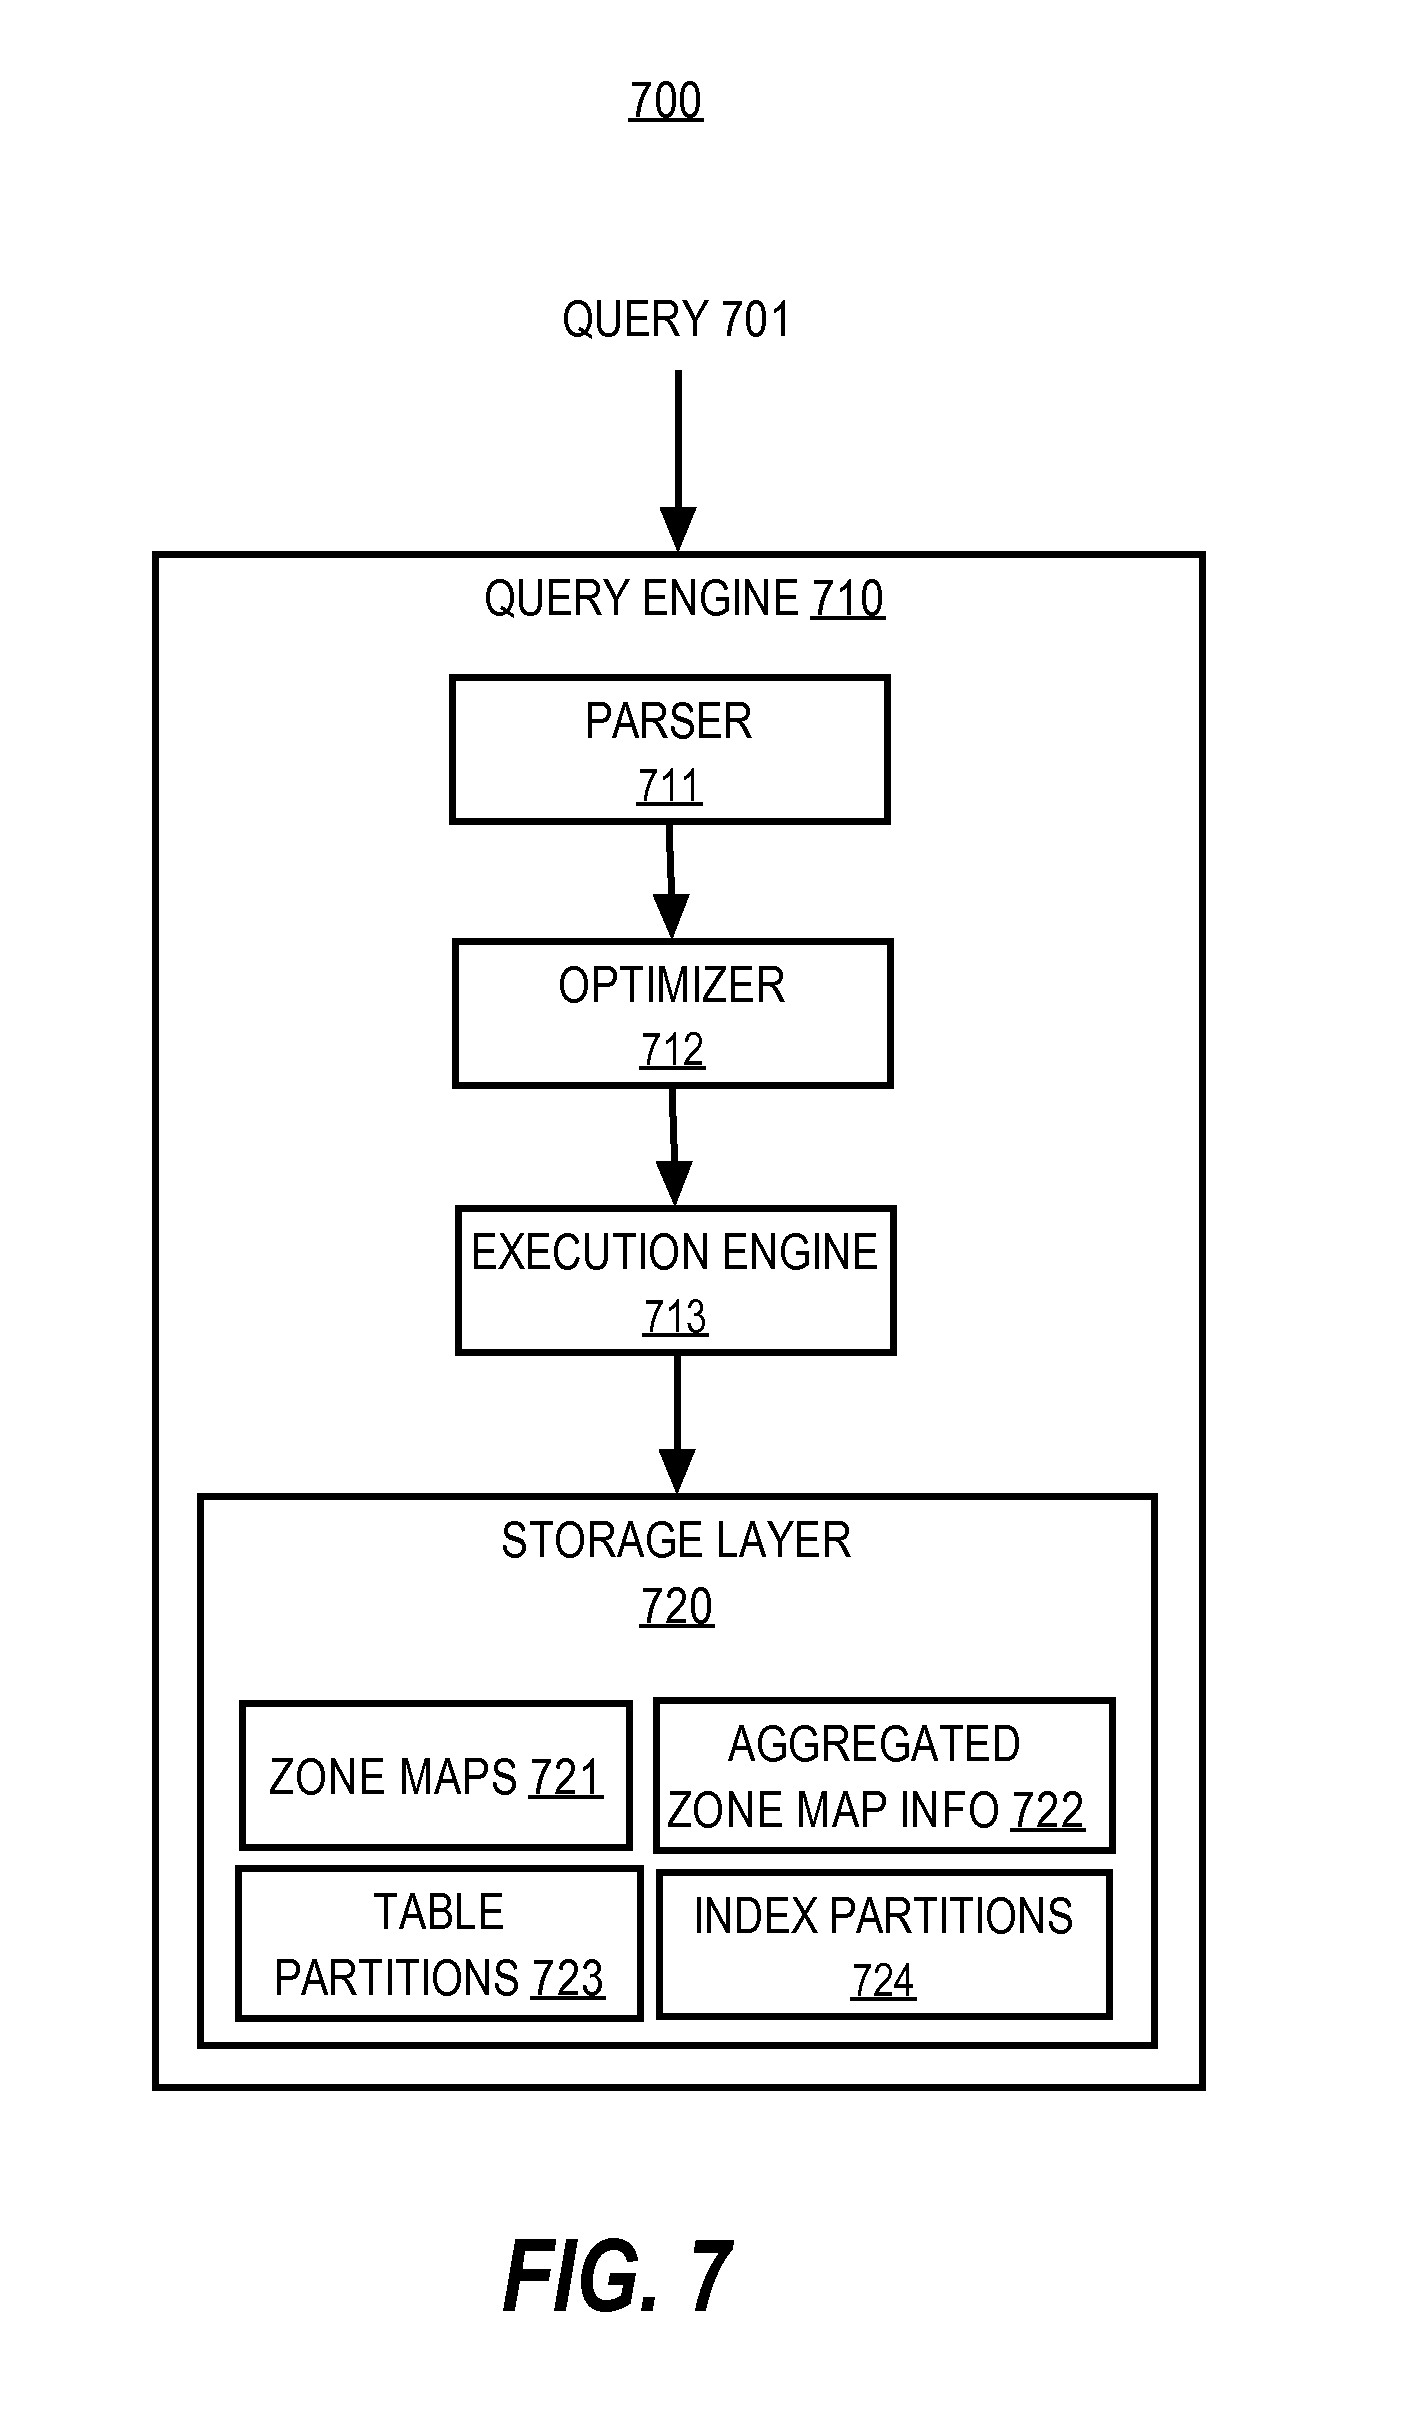 700
QUERY 701
QUERY ENGINE 710
PARSER
711
OPTIMIZER
712
EXECUTION ENGINE
713
STORAGE LAYER
720
ZONE MAPS 721
AGGREGATED
ZONE MAP INFO 722
TABLE
PARTITIONS 723
INDEX PARTITIONS
724
FIG. 7